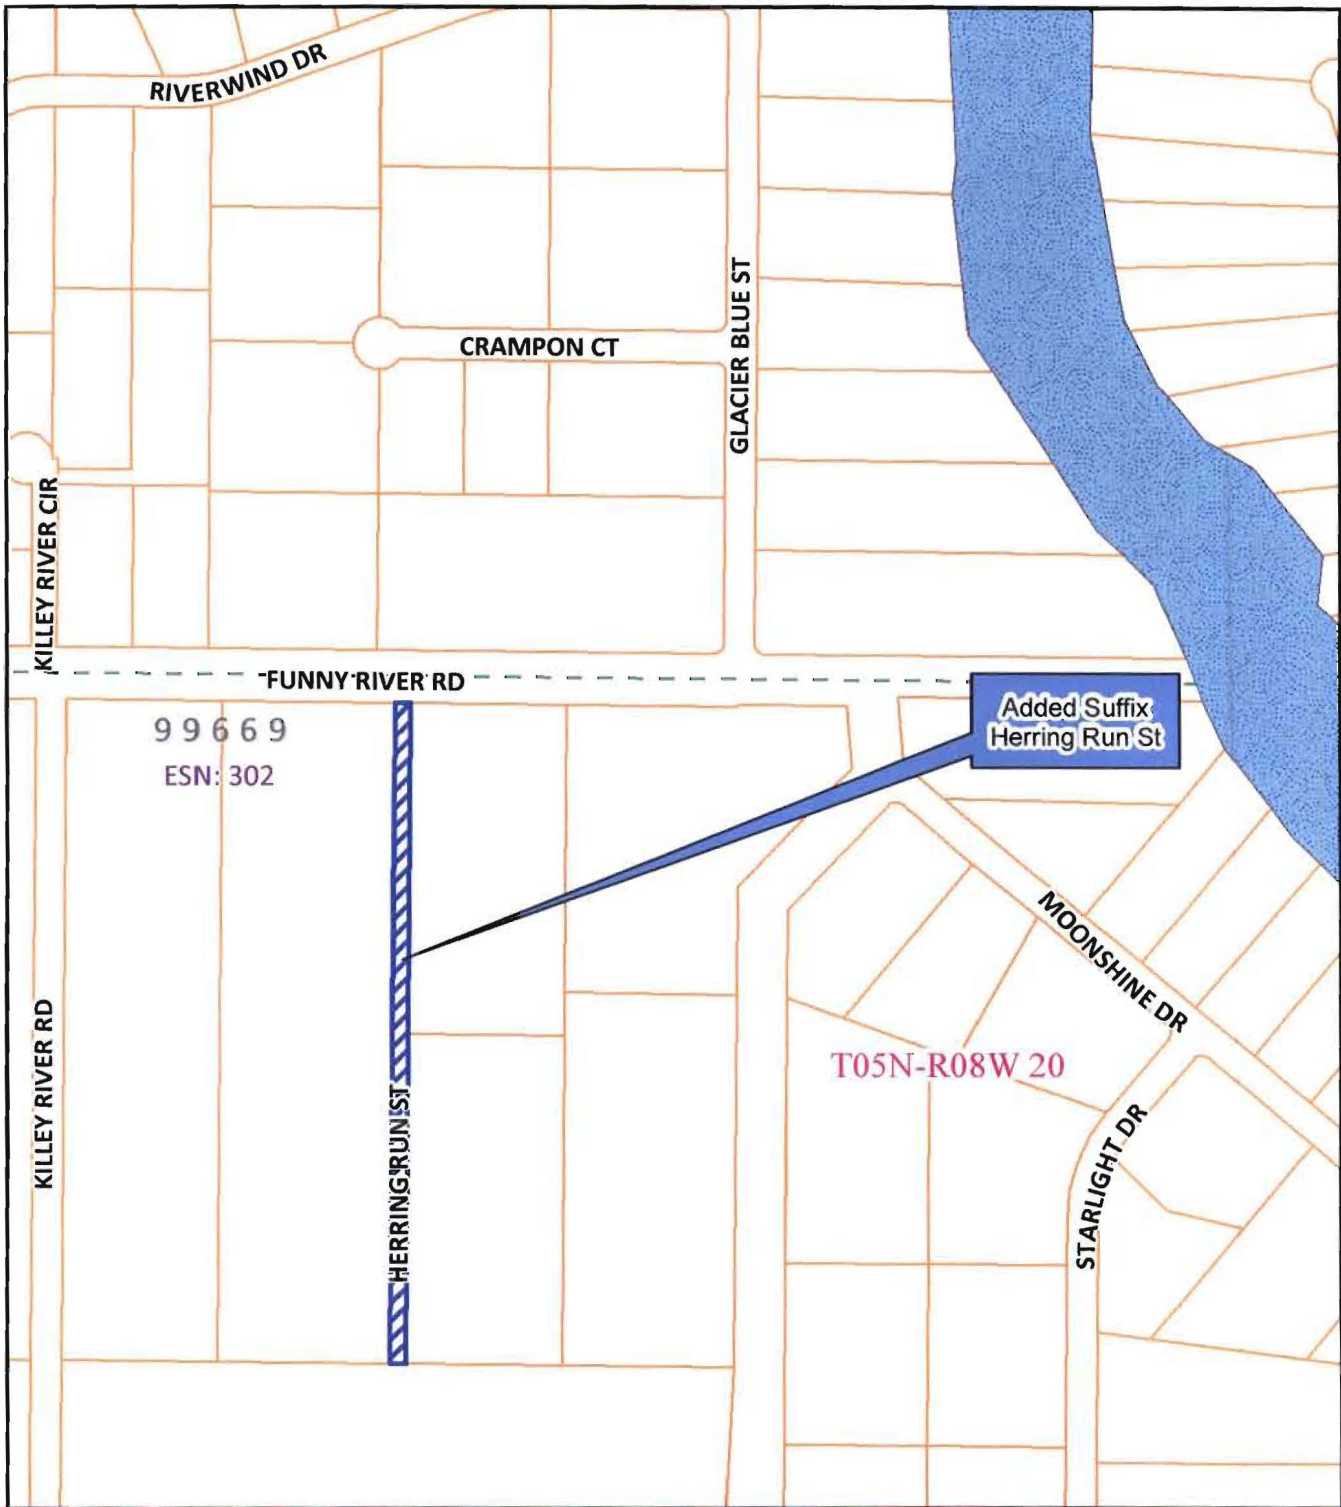 RIVERWIND DR
GLACIER BLUE ST
CRAMPON CT
KILLEY RIVER CIR
FUNNY RIVER RD
99669
ESN: 302
Added Suffix
Herring Run St
MOONSHINE DR
KILLEY RIVER RD
T05N-R08W 20
HERRING RUN ST
STARLIGHT DR